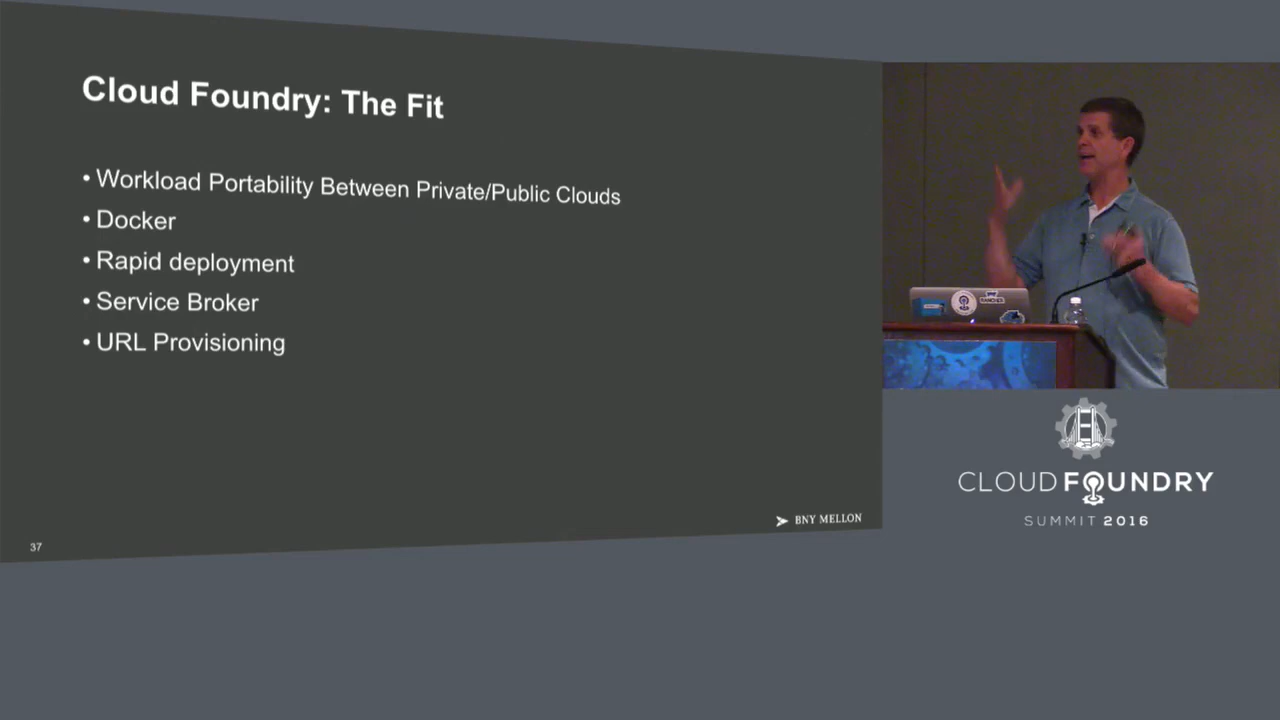 Cloud Foundry: The Fit
• Workload Portability Between Private/Public Clouds
• Docker
• Rapid deployment
• Service Broker
• URL Provisioning
BNY MELLON
37
CLOUD FOUNDRY
SUMMIT 2016